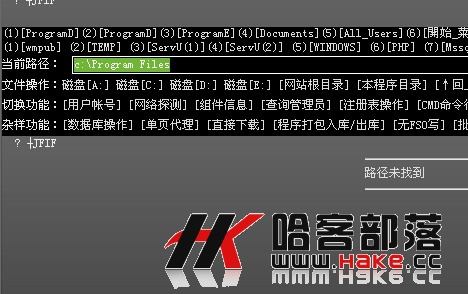 ? 牜FIF
(1)[ProgramD](2)[ProgramD](3)[ProgramE](4)[Documents](5)[All_Users](6)[開始_菜
(1)[wmpub] (2)[TEMP] (3)[ServU(1)](4)[ServU(2)] (5)[WINDOWS] (6)[PHP] (7)[Mssq
当前路径： c:\Program Files
文件操作：磁盘[A:] 磁盘[C:] 磁盘[D:] 磁盘[E:] [网站根目录] [本程序目录] [↑回_
切换功能：[用户帐号] [网络探测] [组件信息] [查询管理员] [注册表操作] [CMD命令行
杂样功能：[数据库操作] [单页代理] [直接下载] [程序打包入库/出库] [无FSO写] [批
? 牜FIF
路径未找到
HK 哈客部落
www.Hake.cc